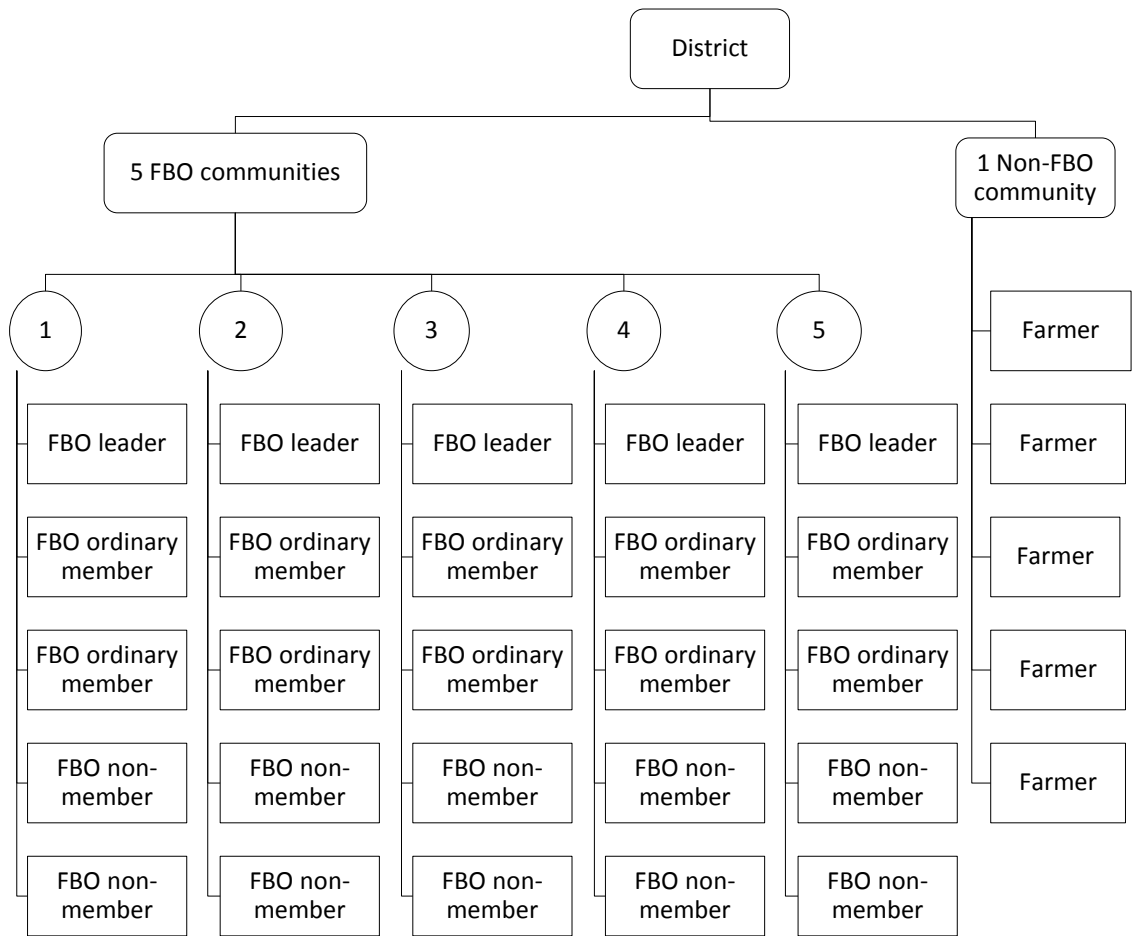 District
5 FBO communities
1 Non-FBO
community
1
2
3
4
5
Farmer
FBO leader
FBO leader
FBO leader
FBO leader
FBO leader
Farmer
FBO ordinary
member
FBO ordinary
member
FBO ordinary
member
FBO ordinary
member
FBO ordinary
member
Farmer
FBO ordinary
member
FBO ordinary
member
FBO ordinary
member
FBO ordinary
member
FBO ordinary
member
Farmer
FBO non-
member
FBO non-
member
FBO non-
member
FBO non-
member
FBO non-
member
Farmer
FBO non-
member
FBO non-
member
FBO non-
member
FBO non-
member
FBO non-
member